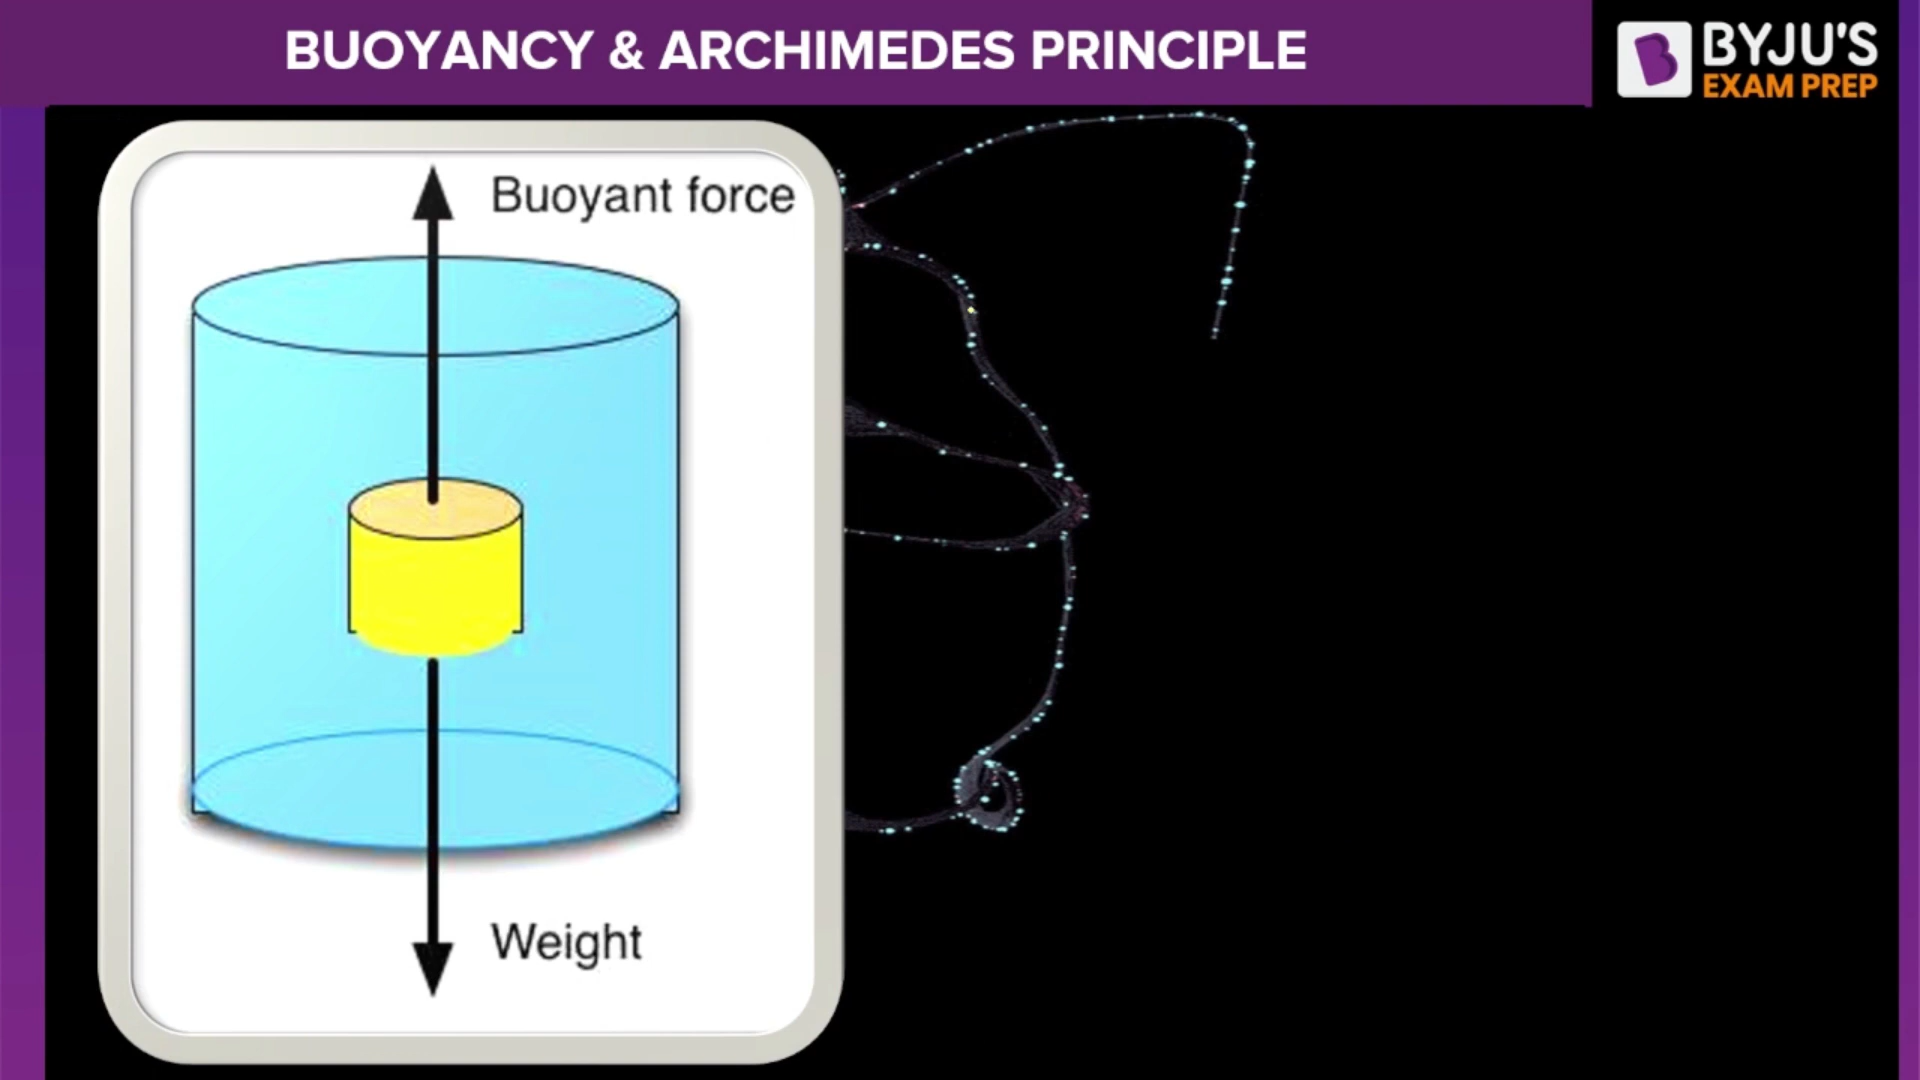 BUOYANCY & ARCHIMEDES PRINCIPLE
BYJU'S
EXAM PREP
Buoyant force
Weight